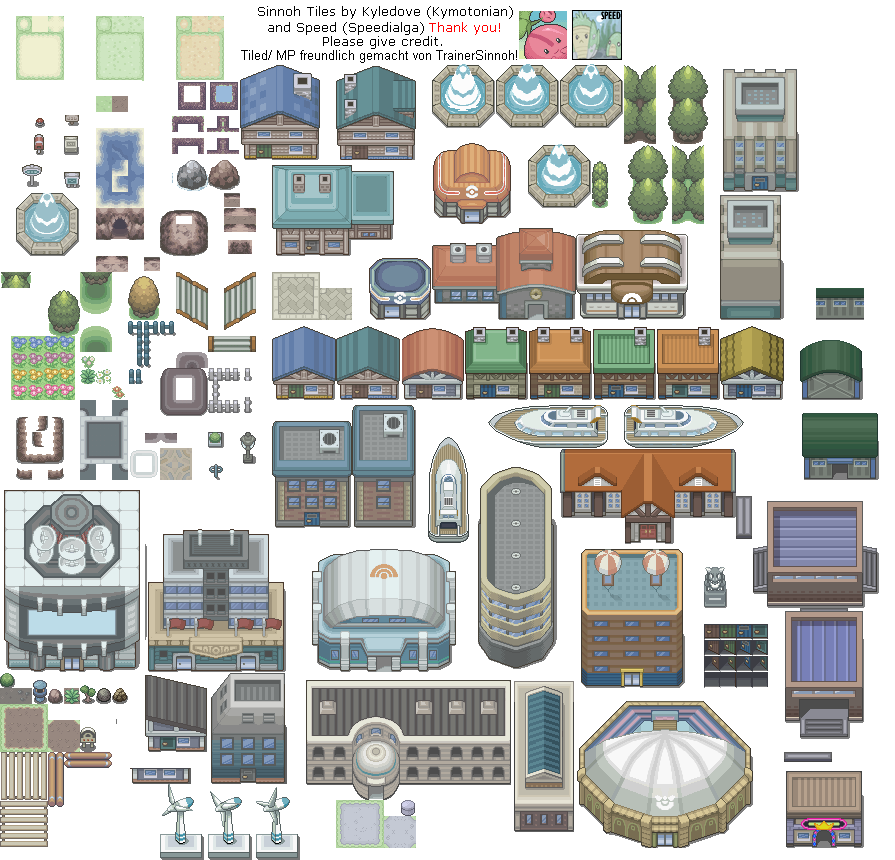 Sinnoh Tiles by Kyledove (Kymotonian)
and Speed (Speedialga) Thank you!
Please give credit.
Tiled/ MP freundlich gemacht von TrainerSinnoh!
SPEED